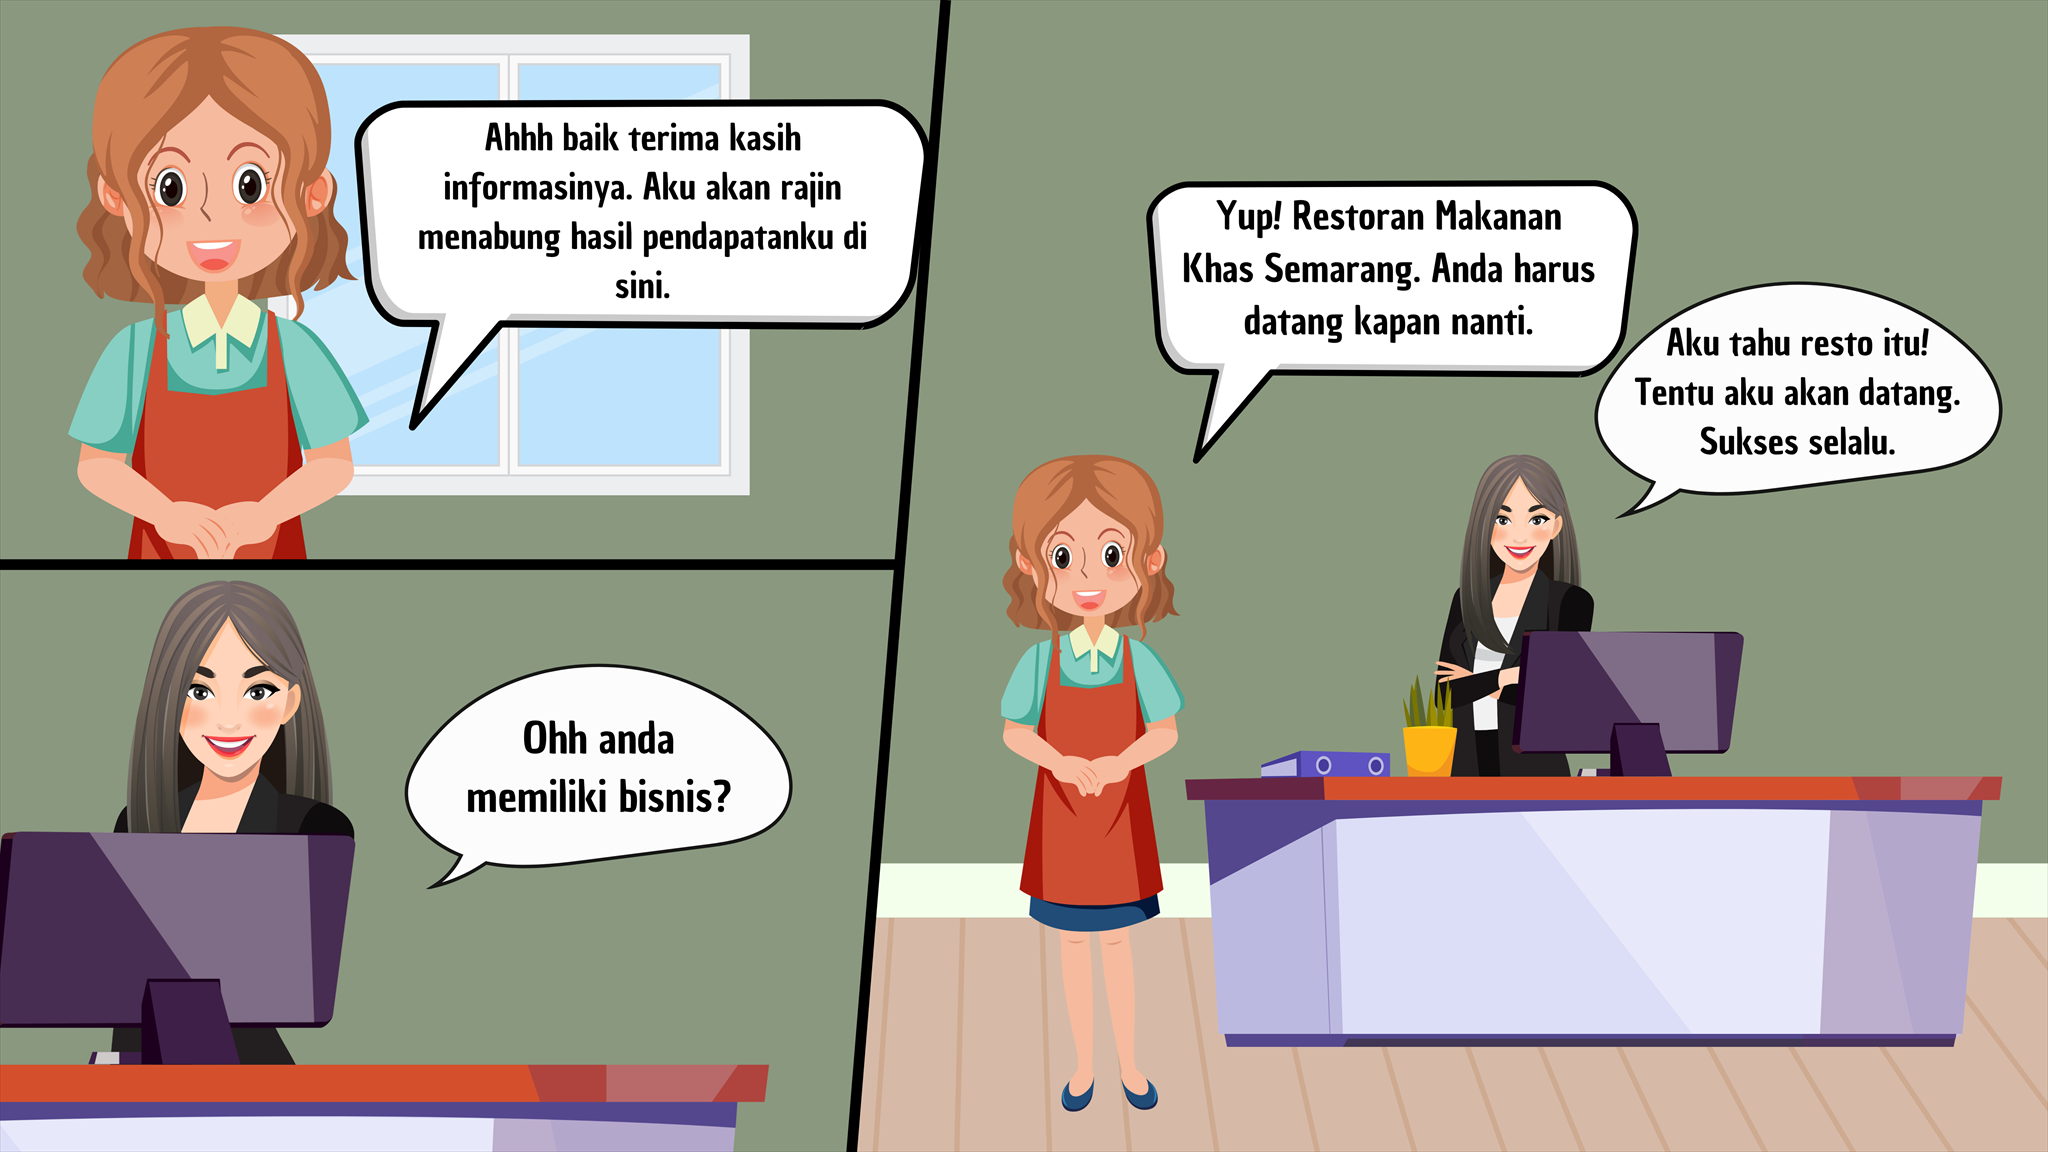 Ahhh baik terima kasih
informasinya. Aku akan rajin
menabung hasil pendapatanku di
sini.
Ohh anda
memiliki bisnis?
Yup! Restoran Makanan
Khas Semarang. Anda harus
datang kapan nanti.
Aku tahu resto itu!
Tentu aku akan datang.
Sukses selalu.